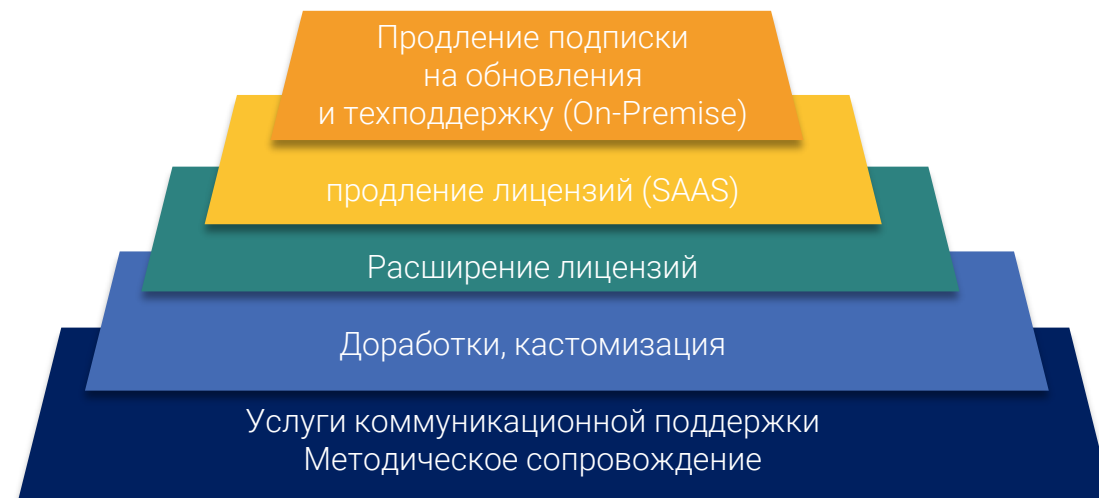 Продление подписки
на обновления
и техподдержку (On-Premise)
продление лицензий (SAAS)
Расширение лицензий
Доработки, кастомизация
Услуги коммуникационной поддержки
Методическое сопровождение